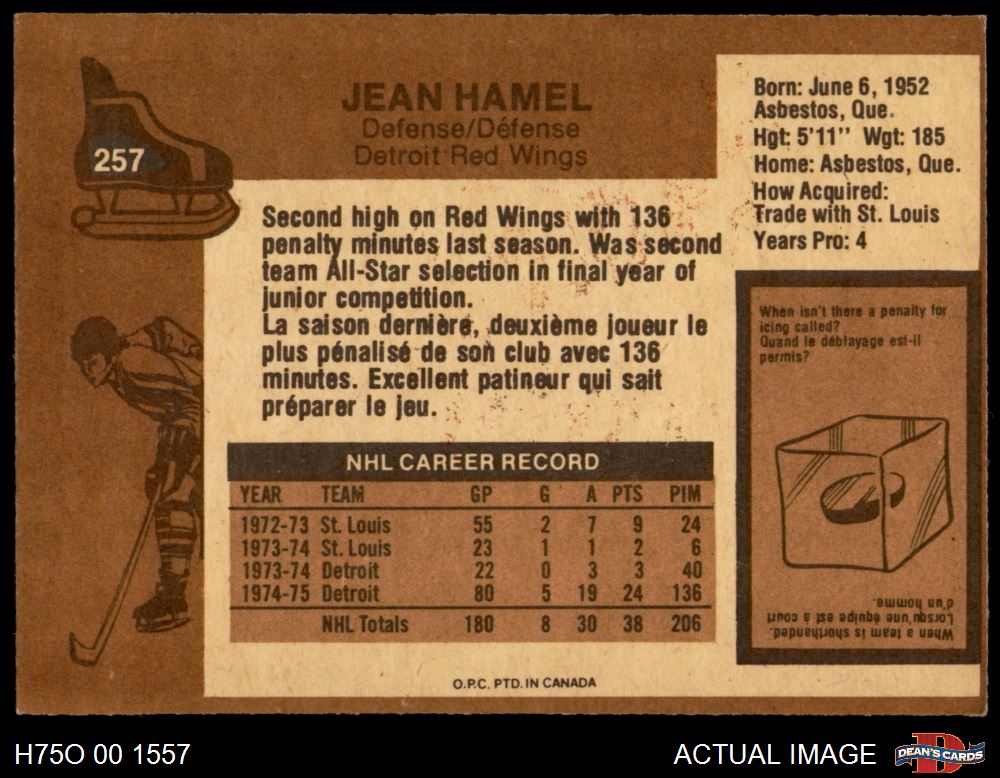 257
JEAN HAMEL
Defense/Défense
Detroit Red Wings
Born: June 6, 1952
Asbestos, Que.
Hgt: 5'11" Wgt: 185
Home: Asbestos, Que.
How Acquired:
Trade with St. Louis
Years Pro: 4
Second high on Red Wings with 136
penalty minutes last season. Was second
team All-Star selection in final year of
junior competition.
La saison dernière, deuxième joueur le
plus pénalisé de son club avec 136
minutes. Excellent patineur qui sait
préparer le jeu.
When isn't there a penalty for
icing called?
Quand le déblayage est-il
permis?
When a team is shorthanded.
Lorsqu'une équipe est à court
d'un homme.
NHL CAREER RECORD
YEAR TEAM GP G A PTS PIM
1972-73 St. Louis 55 2 7 9 24
1973-74 St. Louis 23 1 1 2 6
1973-74 Detroit 22 0 3 3 40
1974-75 Detroit 80 5 19 24 136
NHL Totals 180 8 30 38 206
O.P.C. PTD. IN CANADA
H75O 00 1557
ACTUAL IMAGE
DEAN'S CARDS